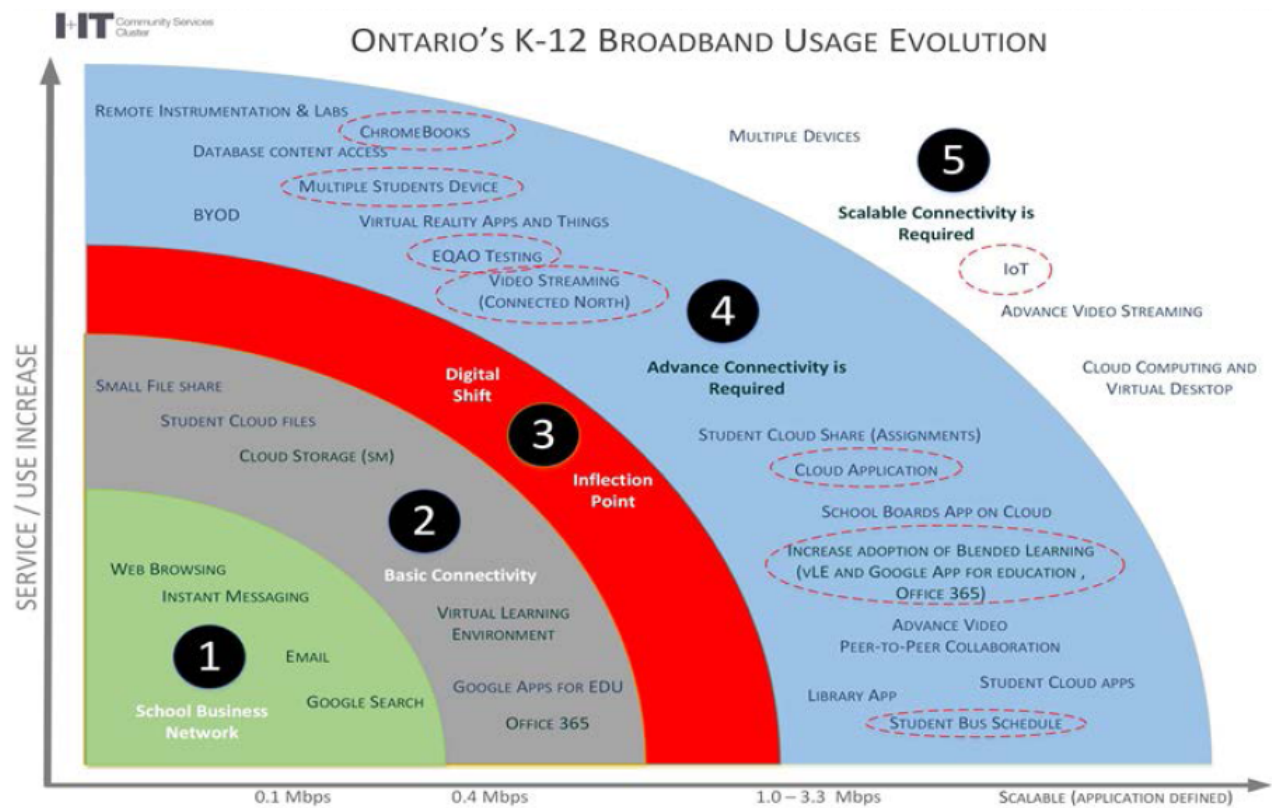 I+IT Community Services
Cluster
ONTARIO'S K-12 BROADBAND USAGE EVOLUTION
SERVICE / USE INCREASE
REMOTE INSTRUMENTATION & LABS
CHROMEBOOKS
DATABASE CONTENT ACCESS
MULTIPLE STUDENTS DEVICE
BYOD
VIRTUAL REALITY APPS AND THINGS
EQAO TESTING
VIDEO STREAMING
(CONNECTED NORTH)
MULTIPLE DEVICES
5
Scalable Connectivity is
Required
IOT
ADVANCE VIDEO STREAMING
CLOUD COMPUTING AND
VIRTUAL DESKTOP
4
Advance Connectivity is
Required
STUDENT CLOUD SHARE (ASSIGNMENTS)
CLOUD APPLICATION
SCHOOL BOARDS APP ON CLOUD
INCREASE ADOPTION OF BLENDED LEARNING
(VLE AND GOOGLE APP FOR EDUCATION ,
OFFICE 365)
ADVANCE VIDEO
PEER-TO-PEER COLLABORATION
STUDENT CLOUD APPS
LIBRARY APP
STUDENT BUS SCHEDULE
Digital
Shift
3
Inflection
Point
SMALL FILE SHARE
STUDENT CLOUD FILES
CLOUD STORAGE (SM)
2
Basic Connectivity
VIRTUAL LEARNING
ENVIRONMENT
GOOGLE APPS FOR EDU
OFFICE 365
WEB BROWSING
INSTANT MESSAGING
1
EMAIL
GOOGLE SEARCH
School Business
Network
0.1 Mbps
0.4 Mbps
1.0 – 3.3 Mbps
SCALABLE (APPLICATION DEFINED)